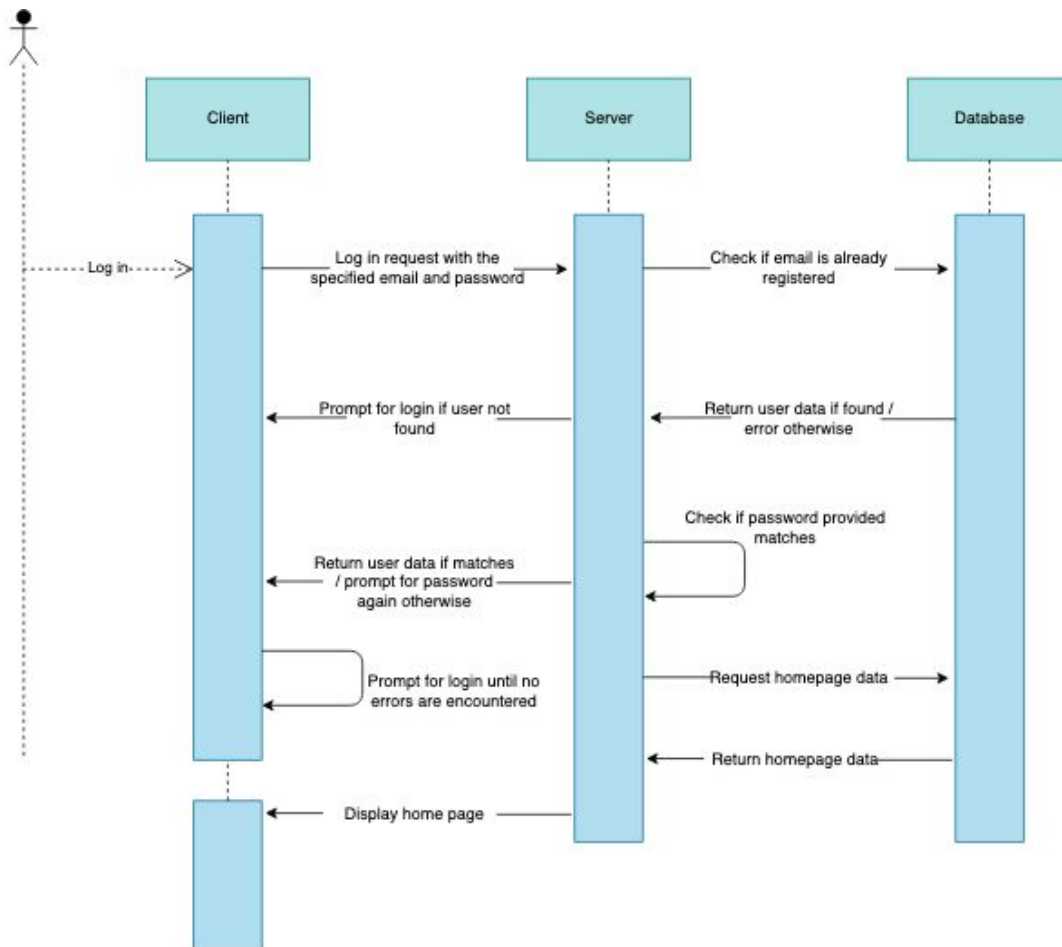 Client
Server
Database
Log in
Log in request with the
specified email and password
Check if email is already
registered
Prompt for login if user not
found
Return user data if found /
error otherwise
Check if password provided
matches
Return user data if matches
/ prompt for password
again otherwise
Prompt for login until no
errors are encountered
Request homepage data
Return homepage data
Display home page